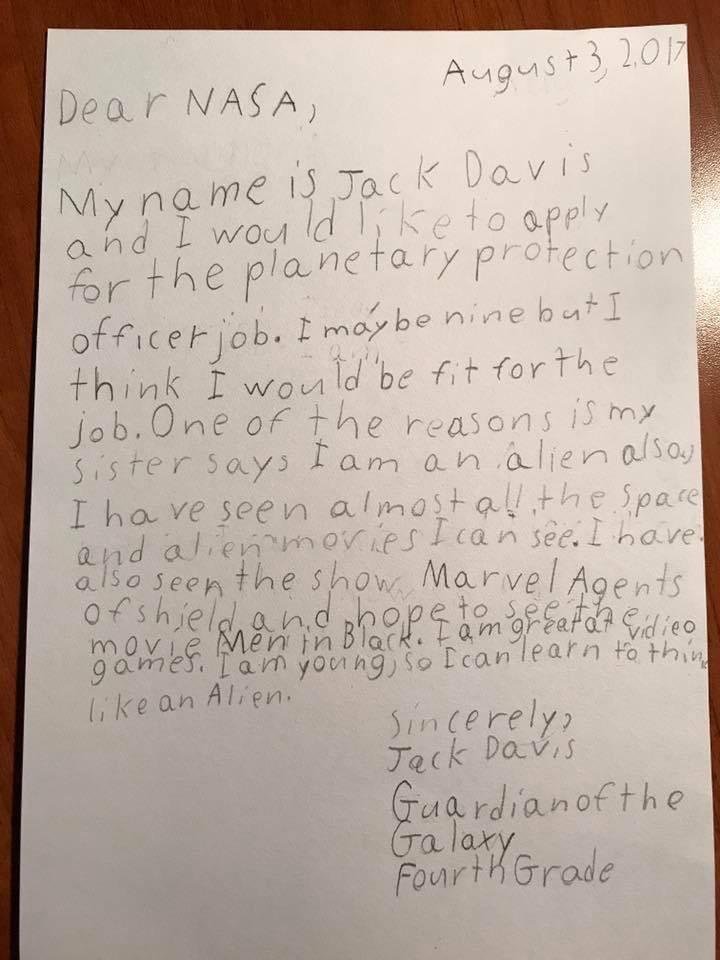 August 3, 2017
Dear NASA,
My name is Jack Davis
and I would like to apply
for the planetary protection
officer job. I may be nine but I
think I would be fit for the
job. One of the reasons is my
sister says I am an alien also,
I have seen almost all the space
and alien movies I can see. I have
also seen the show Marvel Agents
of shield and hope to see the
movie Men in Black. I am great at vidieo
games. I am young, so I can learn to think
like an Alien.
Sincerely,
Jack Davis
Guardian of the
Galaxy
Fourth Grade